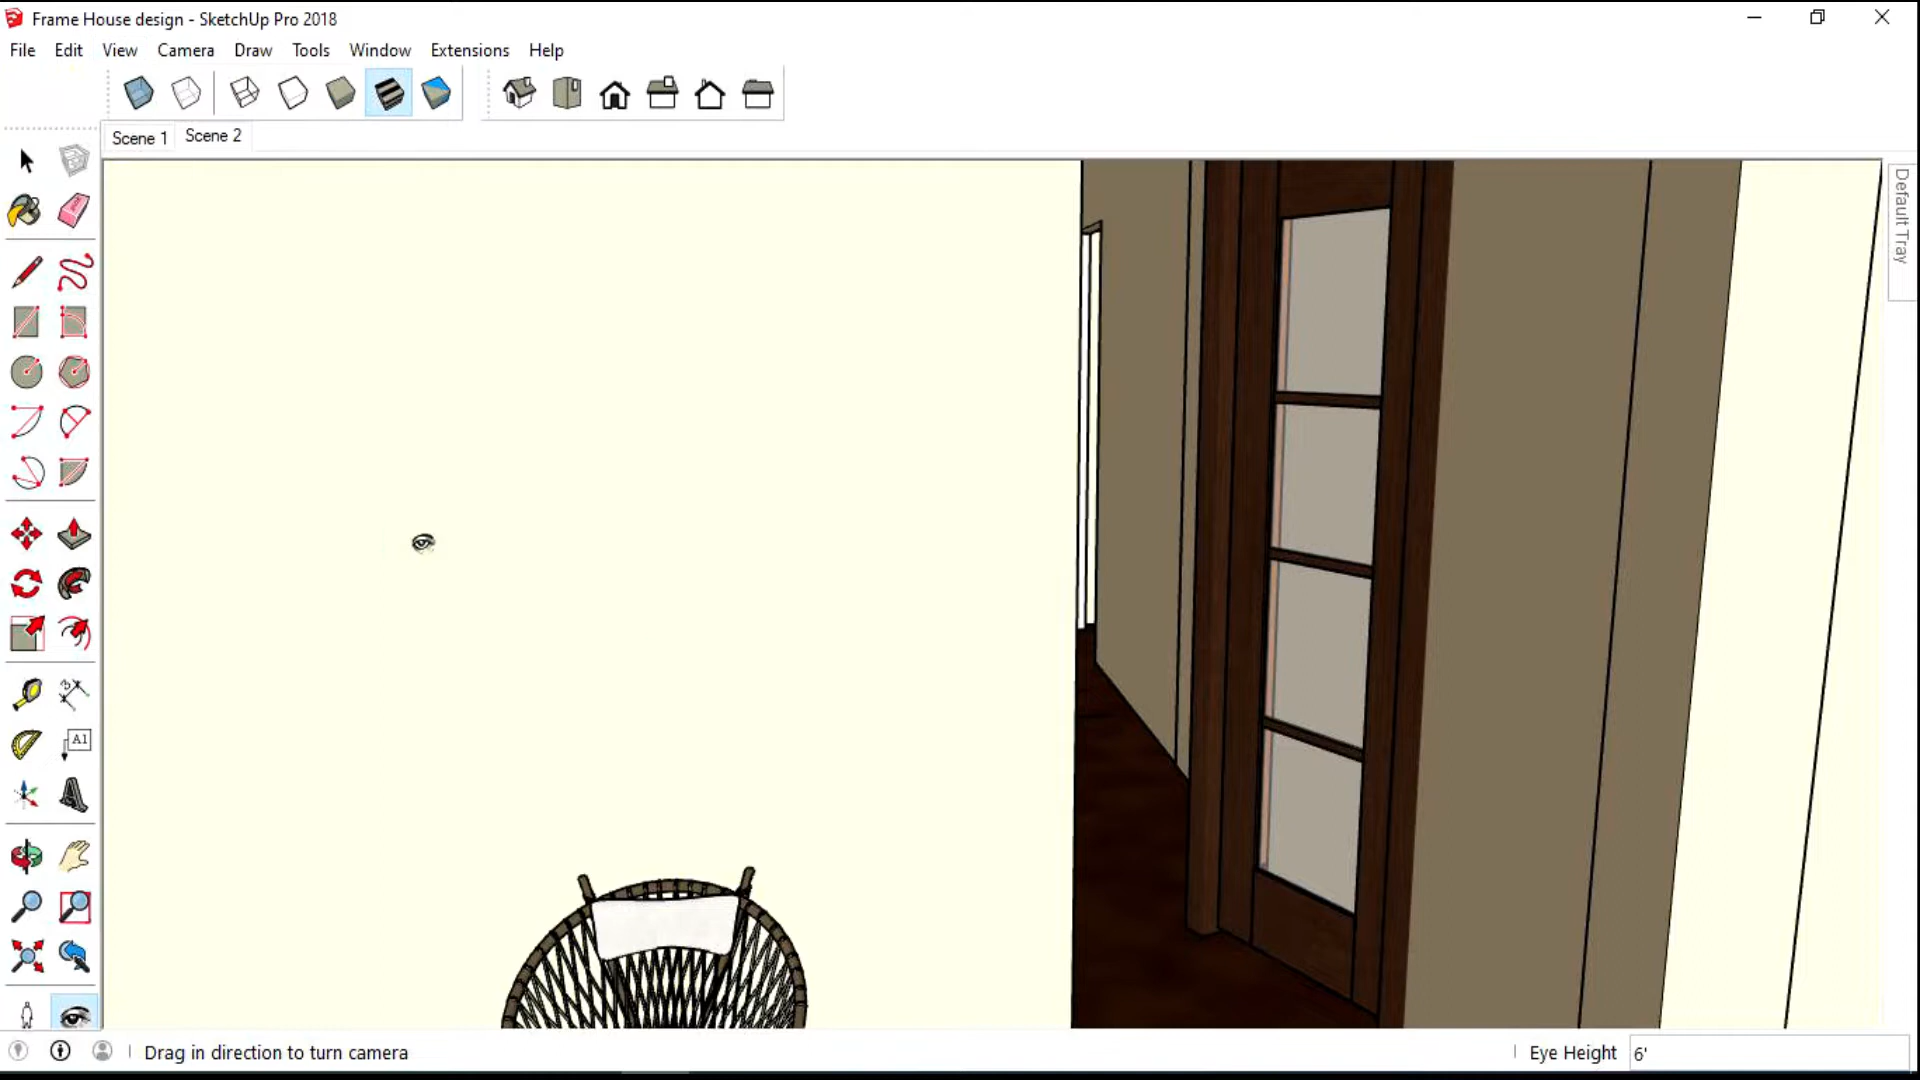 Frame House design - SketchUp Pro 2018
File Edit View Camera Draw Tools Window Extensions Help
Scene 1 Scene 2
Default Tray
A1
Drag in direction to turn camera
Eye Height 6'